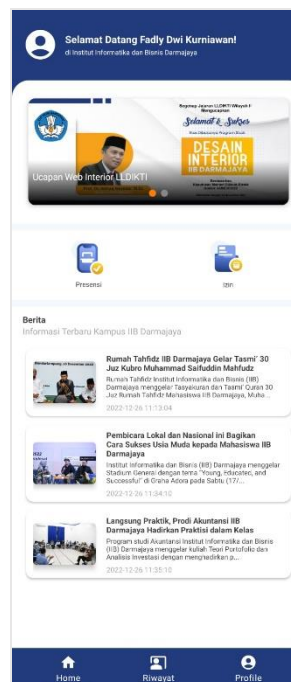 Selamat Datang Fadly Dwi Kurniawan!
di Institut Informatika dan Bisnis Darmajaya
Segenap Jajaran LLDIKTI Wilayah II
Mengucapkan
Selamat & Sukses
DESAIN
INTERIOR
IIB DARMAJAYA
Ucapan Web Interior LLDIKTI
Presensi
Izin
Berita
Informasi Terbaru Kampus IIB Darmajaya
Rumah Tahfidz IIB Darmajaya Gelar Tasmi' 30
Juz Kubro Muhammad Saifuddin Mahfudz
Rumah Tahfidz Institut Informatika dan Bisnis (IIB)
Darmajaya menggelar Tasyakuran dan Tasmi' Quran 30
Juz Rumah Tahfidz Mahasiswa IIB Darmajaya, Muha...
2022-12-26 11:13:04
Pembicara Lokal dan Nasional ini Bagikan
Cara Sukses Usia Muda kepada Mahasiswa IIB
Darmajaya
Institut Informatika dan Bisnis (IIB) Darmajaya menggelar
Stadium General dengan tema "Young, Educated, and
Successful" di Graha Adora pada Sabtu (17/...
2022-12-26 11:34:10
Langsung Praktik, Prodi Akuntansi IIB
Darmajaya Hadirkan Praktisi dalam Kelas
Program studi Akuntansi Institut Informatika dan Bisnis
(IIB) Darmajaya menggelar kuliah Teori Portofolio dan
Analisis Investasi dengan menghadirkan p...
2022-12-26 11:35:10
Home
Riwayat
Profile